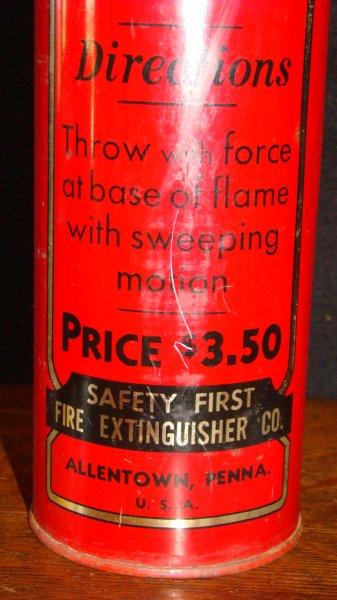 Directions
Throw with force
at base of flame
with sweeping
motion
PRICE $3.50
SAFETY FIRST
FIRE EXTINGUISHER CO.
ALLENTOWN, PENNA.
U. S. A.